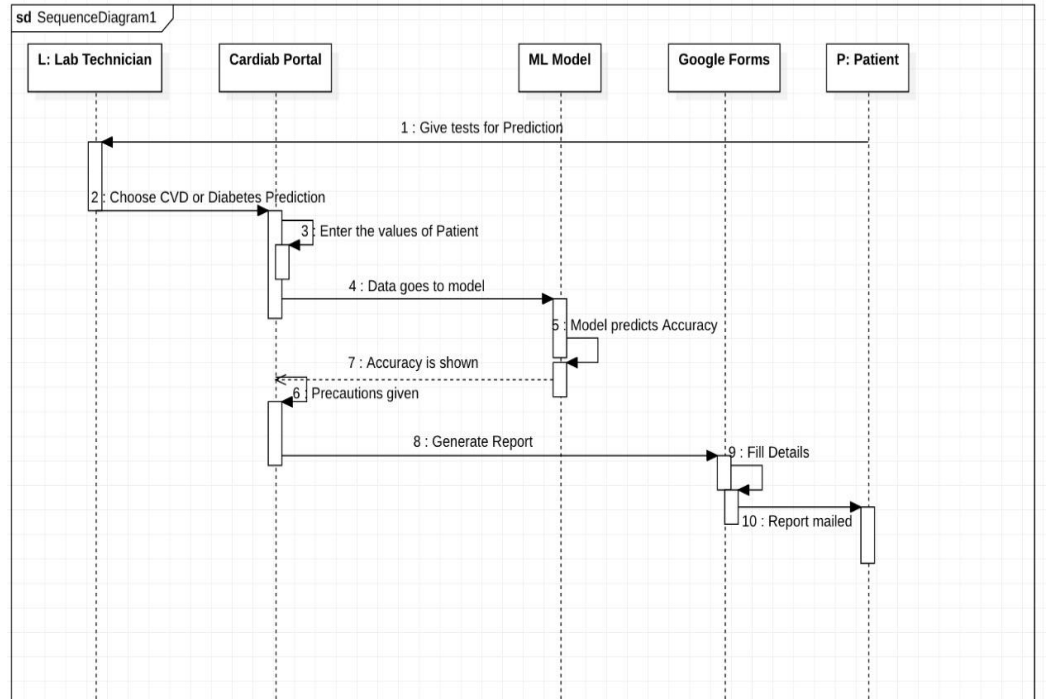 sd SequenceDiagram1
L: Lab Technician
Cardiab Portal
ML Model
Google Forms
P: Patient
1 : Give tests for Prediction
2 : Choose CVD or Diabetes Prediction
3 : Enter the values of Patient
4 : Data goes to model
5 : Model predicts Accuracy
7 : Accuracy is shown
6 : Precautions given
8 : Generate Report
9 : Fill Details
10 : Report mailed